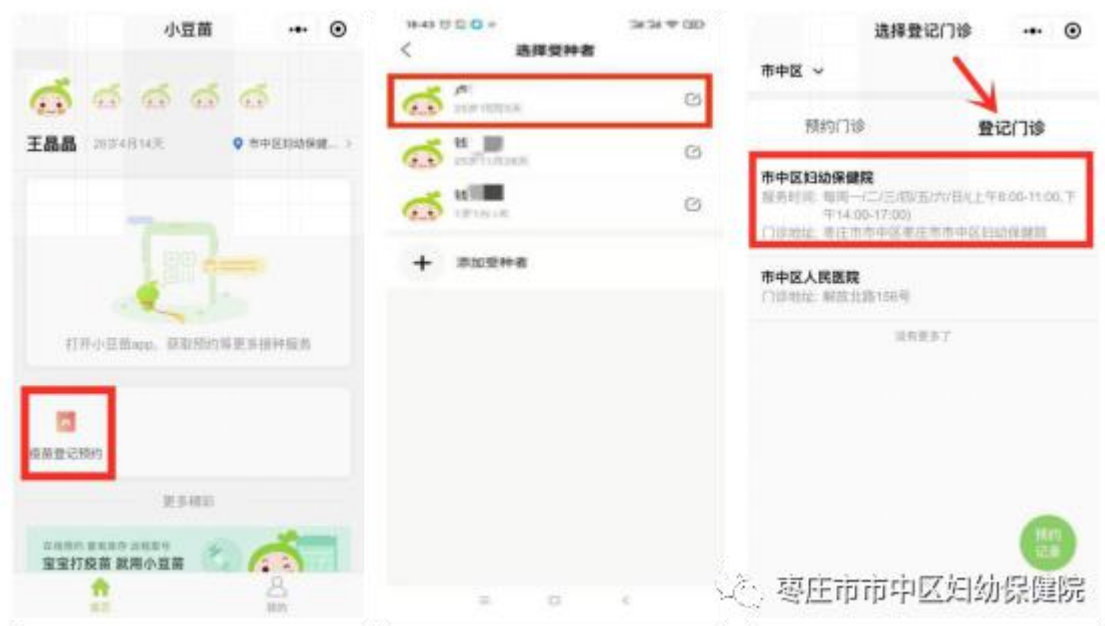 小豆苗
王晶晶
市中区妇幼保健...
打开小豆苗app，获取预约等更多接种服务
疫苗登记预约
更多精彩
宝宝打疫苗 就用小豆苗
首页
我的
选择受种者
钱
钱
添加受种者
选择登记门诊
市中区
预约门诊
登记门诊
市中区妇幼保健院
服务时间: 每周一/二/三/四/五/六/日/(上午8:00-11:00,下
午14:00-17:00)
门诊地址: 枣庄市市中区枣庄市市中区妇幼保健院
市中区人民医院
门诊地址: 解放北路156号
没有更多了
预约
记录
枣庄市市中区妇幼保健院